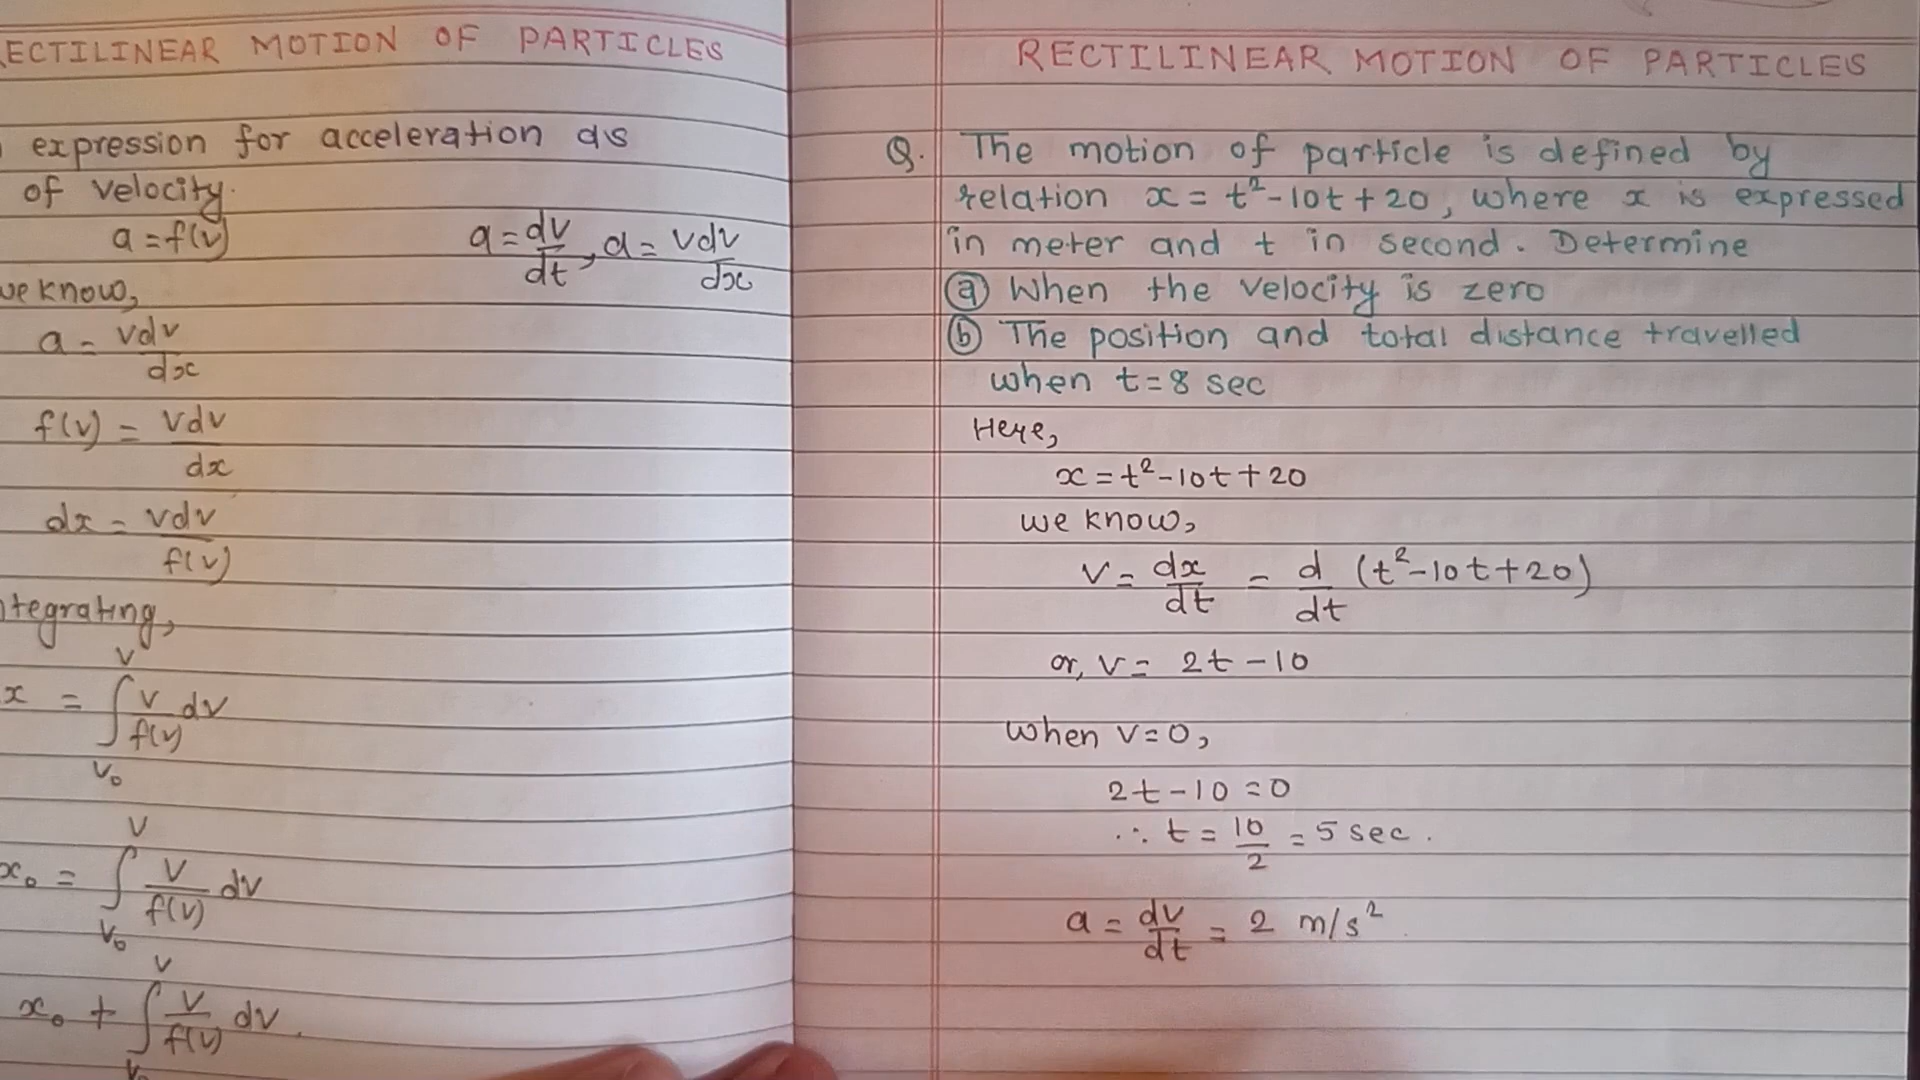 ECTILINEAR MOTION OF PARTICLES
expression for acceleration as
of velocity.
a = f(v)
a = dv/dt, a = vdv/dx
we know,
a = vdv/dx
f(v) = vdv/dx
dx = vdv/f(v)
ntegrating,
x = ∫_{v₀}^{v} v/f(v) dv
x₀ = ∫_{v₀}^{v} v/f(v) dv
x₀ + ∫_{v₀}^{v} v/f(v) dv.
RECTILINEAR MOTION OF PARTICLES
Q. The motion of particle is defined by
relation x = t² - 10t + 20, where x is expressed
in meter and t in second. Determine
ⓐ When the velocity is zero
ⓑ The position and total distance travelled
when t = 8 sec
Here,
x = t² - 10t + 20
we know,
v = dx/dt = d/dt (t² - 10t + 20)
or, v = 2t - 10
when v = 0,
2t - 10 = 0
∴ t = 10/2 = 5 sec.
a = dv/dt = 2 m/s²